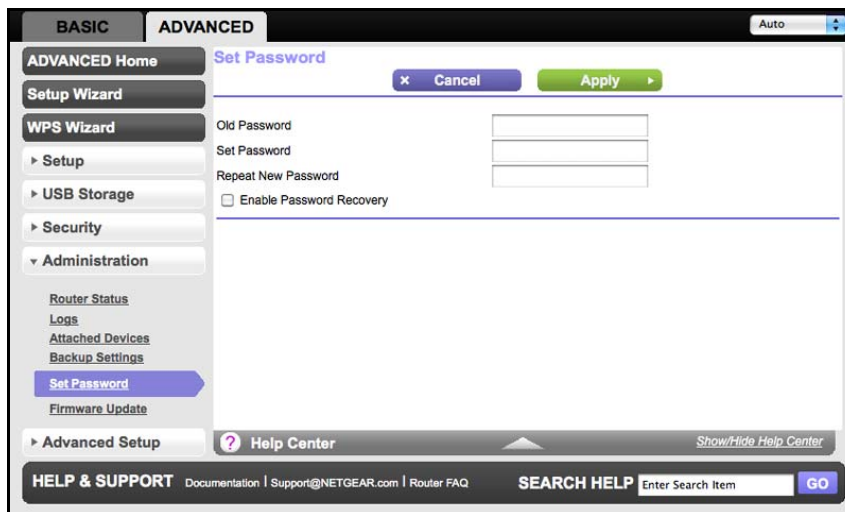 BASIC
ADVANCED
Auto
ADVANCED Home
Setup Wizard
WPS Wizard
Setup
USB Storage
Security
Administration
Router Status
Logs
Attached Devices
Backup Settings
Set Password
Firmware Update
Advanced Setup
Set Password
× Cancel
Apply
Old Password
Set Password
Repeat New Password
Enable Password Recovery
? Help Center
Show/Hide Help Center
HELP & SUPPORT Documentation | Support@NETGEAR.com | Router FAQ
SEARCH HELP Enter Search Item GO